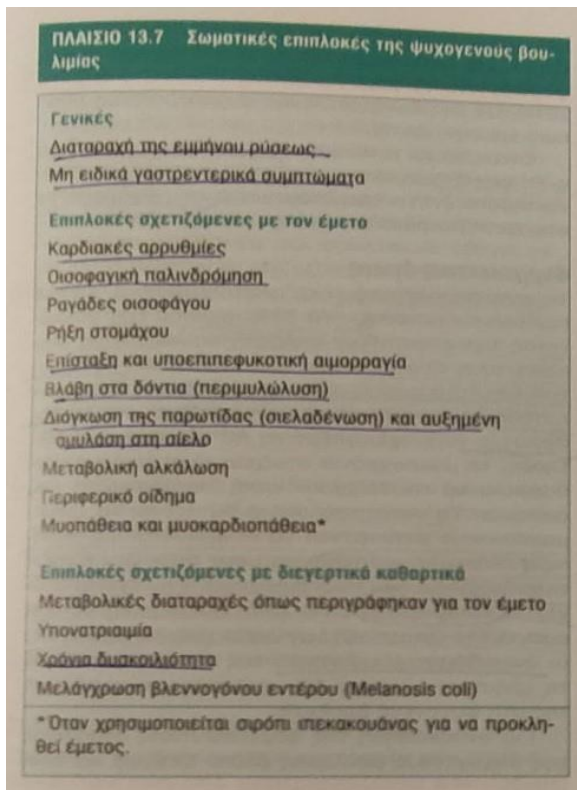 ΠΛΑΙΣΙΟ 13.7 Σωματικές επιπλοκές της ψυχογενούς βου-
λιμίας
Γενικές
Διαταραχή της εμμήνου ρύσεως
Μη ειδικά γαστρεντερικά συμπτώματα
Επιπλοκές σχετιζόμενες με τον έμετο
Καρδιακές αρρυθμίες
Οισοφαγική παλινδρόμηση
Ραγάδες οισοφάγου
Ρήξη στομάχου
Επίσταξη και υποεπιπεφυκοτική αιμορραγία
Βλάβη στα δόντια (περιμυλώλυση)
Διόγκωση της παρωτίδας (σιελαδένωση) και αυξημένη
αμυλάση στη σίελο
Μεταβολική αλκάλωση
Περιφερικό οίδημα
Μυοπάθεια και μυοκαρδιοπάθεια*
Επιπλοκές σχετιζόμενες με διεγερτικά καθαρτικά
Μεταβολικές διαταραχές όπως περιγράφηκαν για τον έμετο
Υπονατριαιμία
Χρόνια δυσκοιλιότητα
Μελάγχρωση βλεννογόνου εντέρου (Melanosis coli)
*Όταν χρησιμοποιείται σιρόπι ιπεκακουάνας για να προκλη-
θεί έμετος.